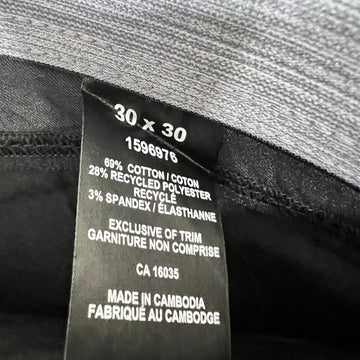 30 x 30
1596976
69% COTTON / COTON
28% RECYCLED POLYESTER
RECYCLÉ
3% SPANDEX / ÉLASTHANNE
EXCLUSIVE OF TRIM
GARNITURE NON COMPRISE
CA 16035
MADE IN CAMBODIA
FABRIQUÉ AU CAMBODGE